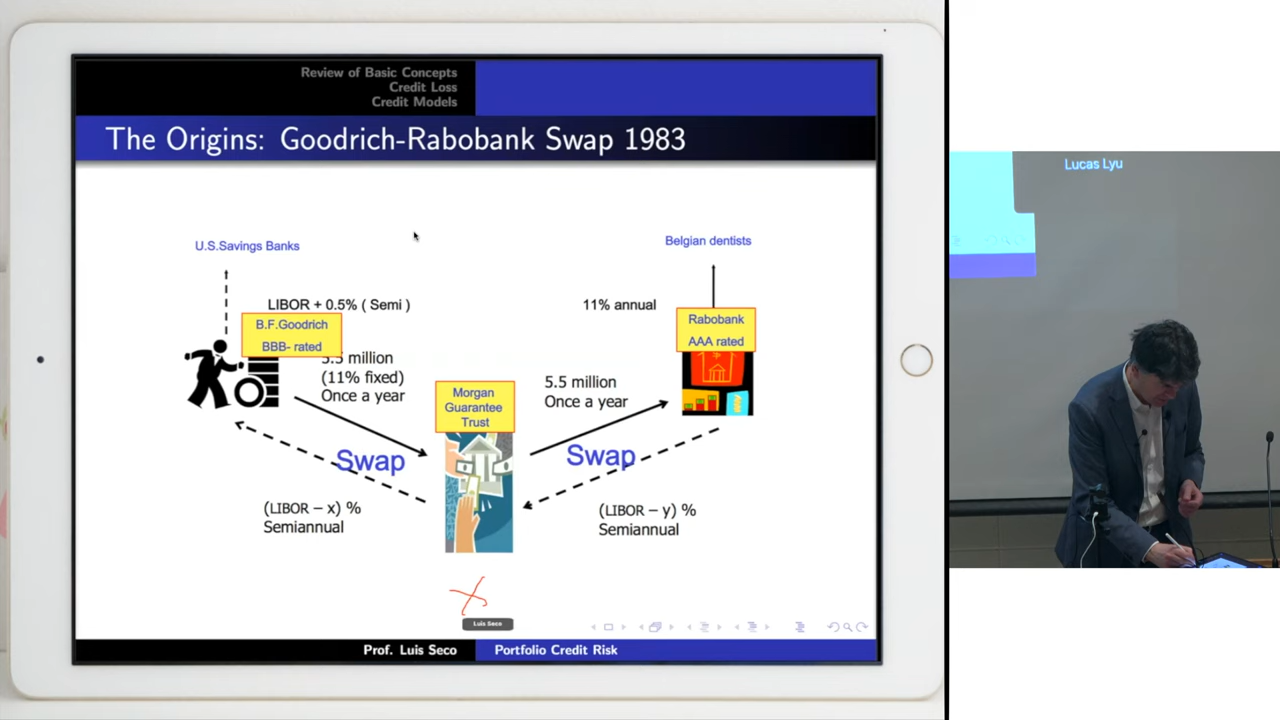 Review of Basic Concepts
Credit Loss
Credit Models
The Origins: Goodrich-Rabobank Swap 1983
U.S.Savings Banks
Belgian dentists
LIBOR + 0.5% ( Semi )
11% annual
B.F.Goodrich
BBB- rated
Rabobank
AAA rated
5.5 million
(11% fixed)
Once a year
Morgan
Guarantee
Trust
5.5 million
Once a year
Swap
Swap
(LIBOR – x) %
Semiannual
(LIBOR – y) %
Semiannual
x
Luis Seco
Prof. Luis Seco
Portfolio Credit Risk
Lucas Lyu